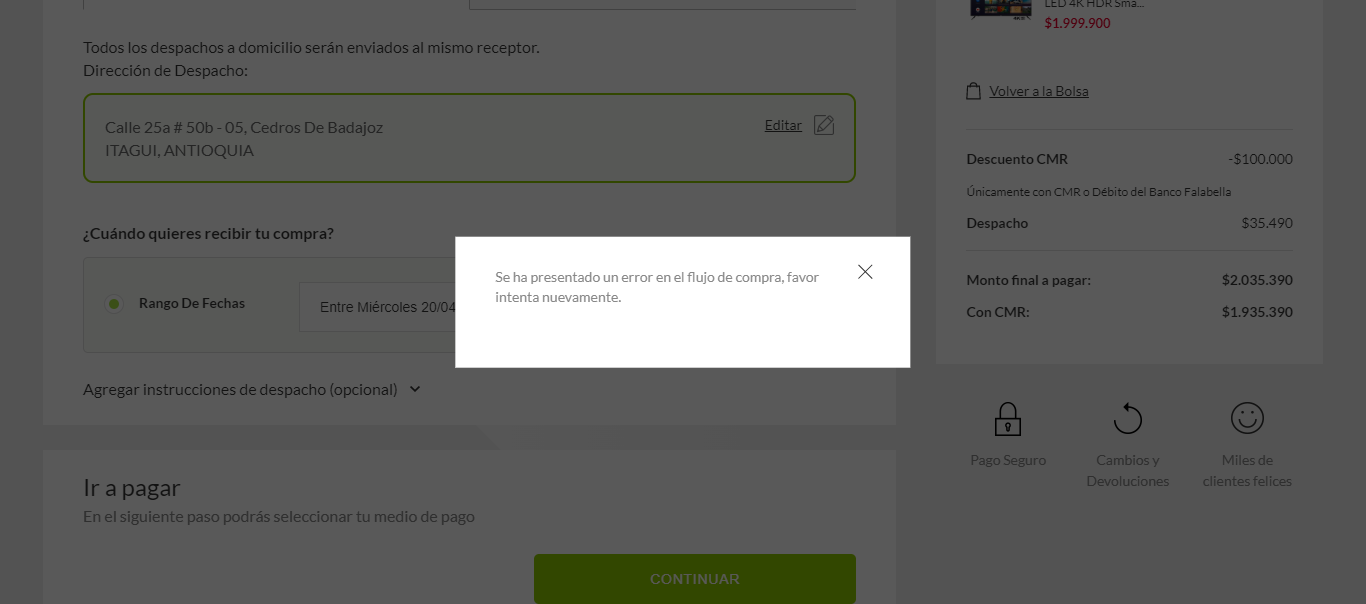 Todos los despachos a domicilio serán enviados al mismo receptor.
Dirección de Despacho:
Calle 25a # 50b - 05, Cedros De Badajoz
ITAGUI, ANTIOQUIA
Editar
¿Cuándo quieres recibir tu compra?
Rango De Fechas
Entre Miércoles 20/04
Agregar instrucciones de despacho (opcional)
Se ha presentado un error en el flujo de compra, favor
intenta nuevamente.
Ir a pagar
En el siguiente paso podrás seleccionar tu medio de pago
CONTINUAR
LED 4K HDR Sma...
$1.999.900
Volver a la Bolsa
Descuento CMR -$100.000
Únicamente con CMR o Débito del Banco Falabella
Despacho $35.490
Monto final a pagar: $2.035.390
Con CMR: $1.935.390
Pago Seguro
Cambios y
Devoluciones
Miles de
clientes felices